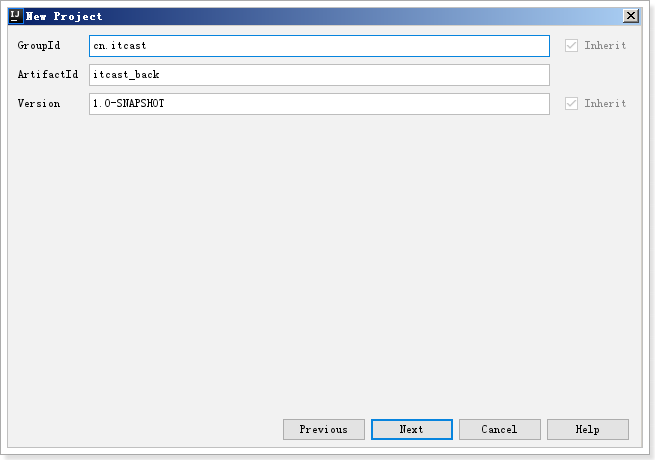 IJ New Project
GroupId cn.itcast Inherit
ArtifactId itcast_back
Version 1.0-SNAPSHOT Inherit
Previous Next Cancel Help